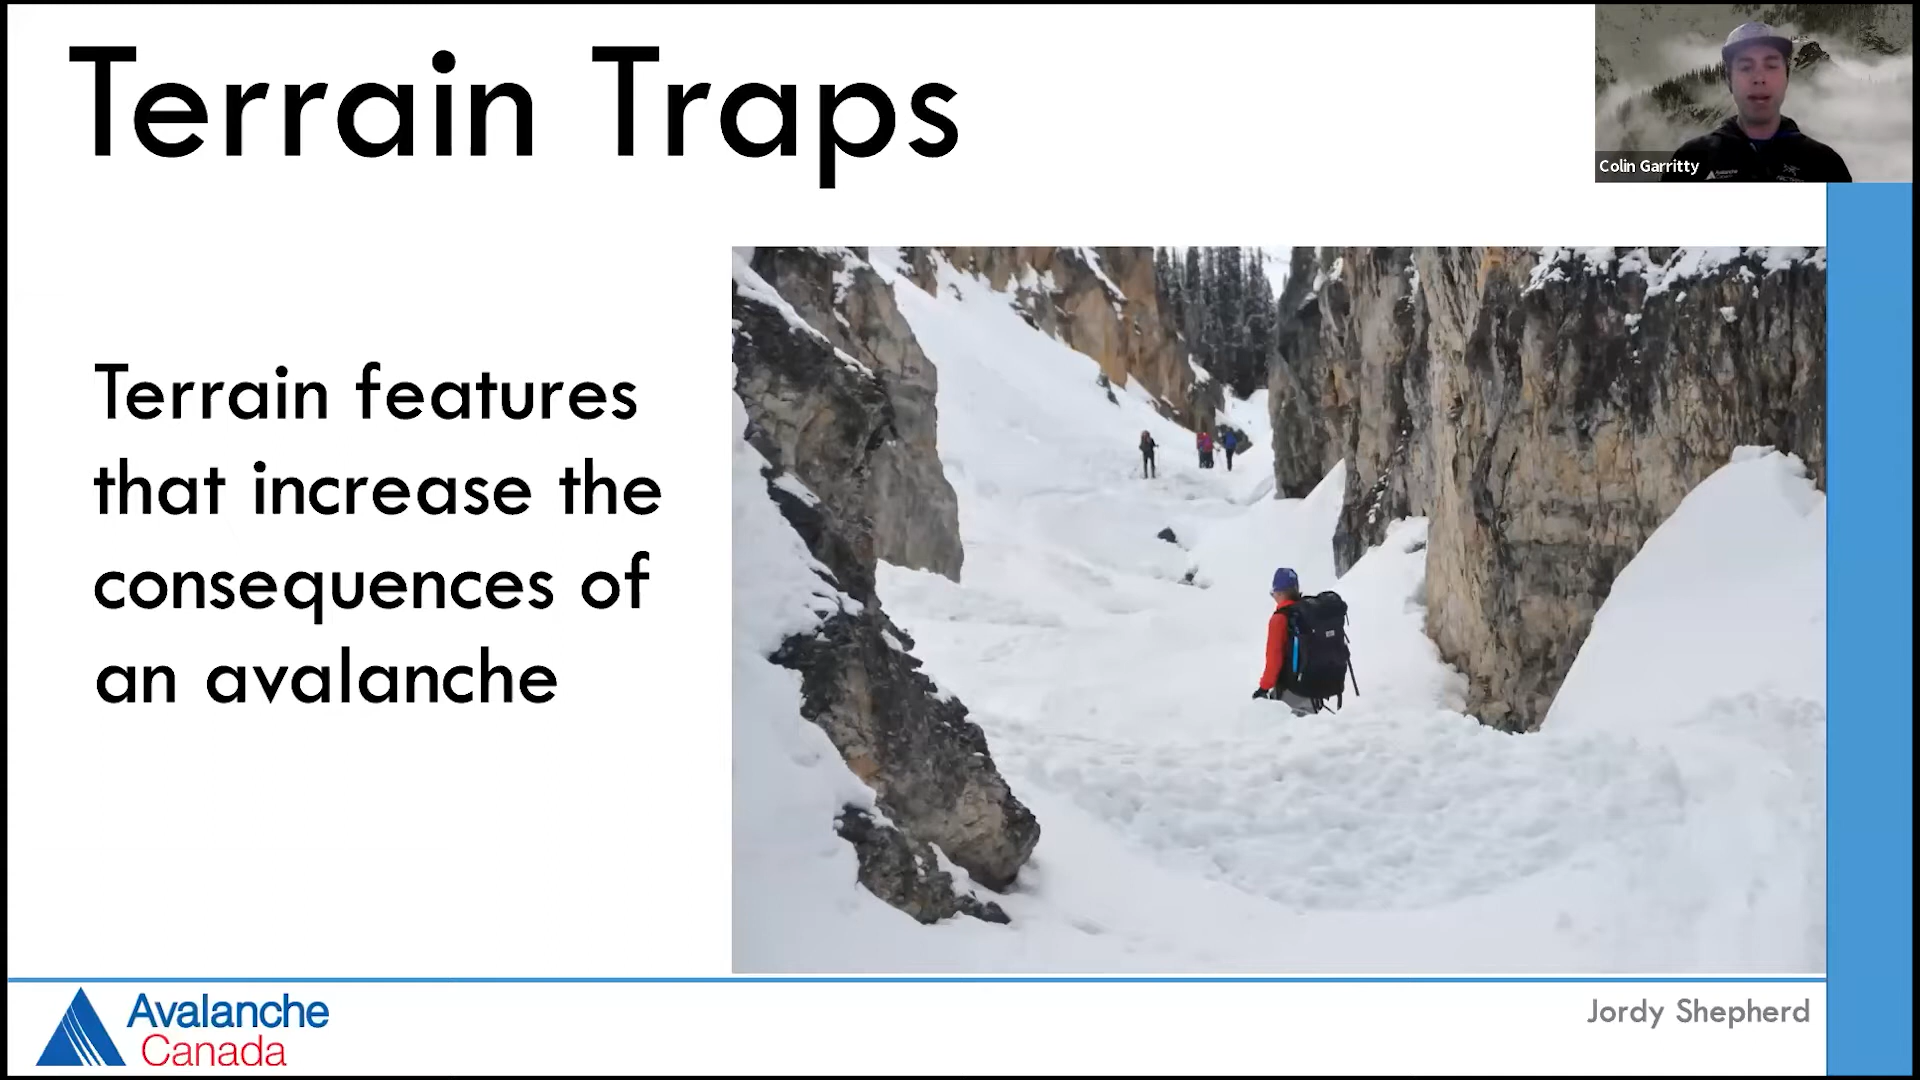 Terrain Traps
Colin Garritty
Terrain features
that increase the
consequences of
an avalanche
Avalanche
Canada
Jordy Shepherd